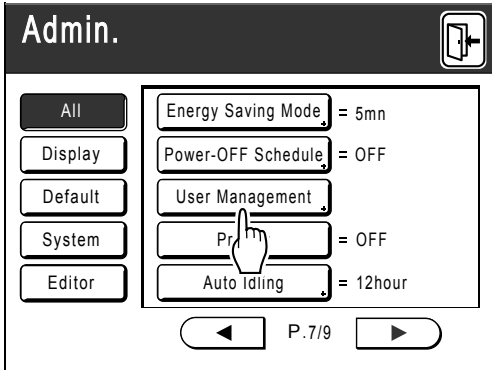 Admin.
All
Energy Saving Mode = 5mn
Display
Power-OFF Schedule = OFF
Default
User Management
System
= OFF
Editor
Auto Idling = 12hour
P.7/9